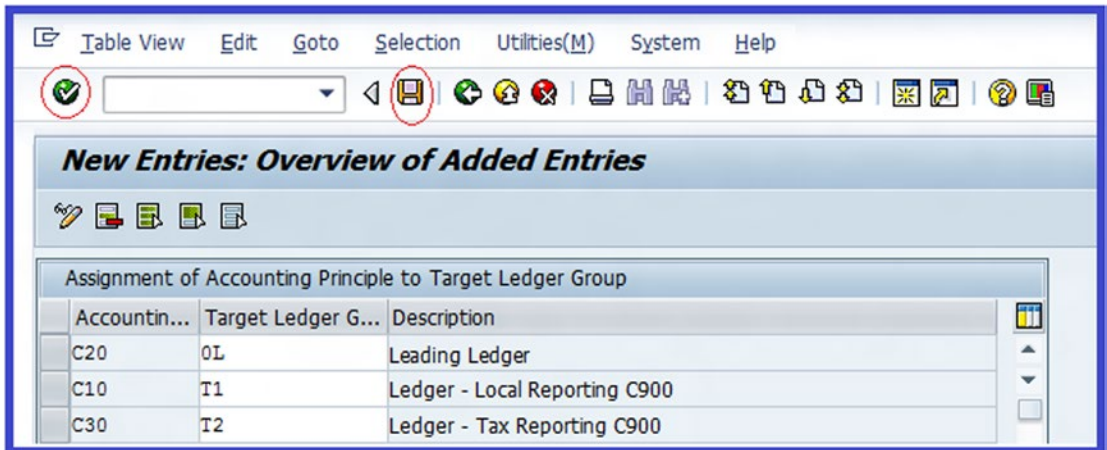 Table View Edit Goto Selection Utilities(M) System Help
New Entries: Overview of Added Entries
Assignment of Accounting Principle to Target Ledger Group
Accountin... Target Ledger G... Description
C20 0L Leading Ledger
C10 T1 Ledger - Local Reporting C900
C30 T2 Ledger - Tax Reporting C900